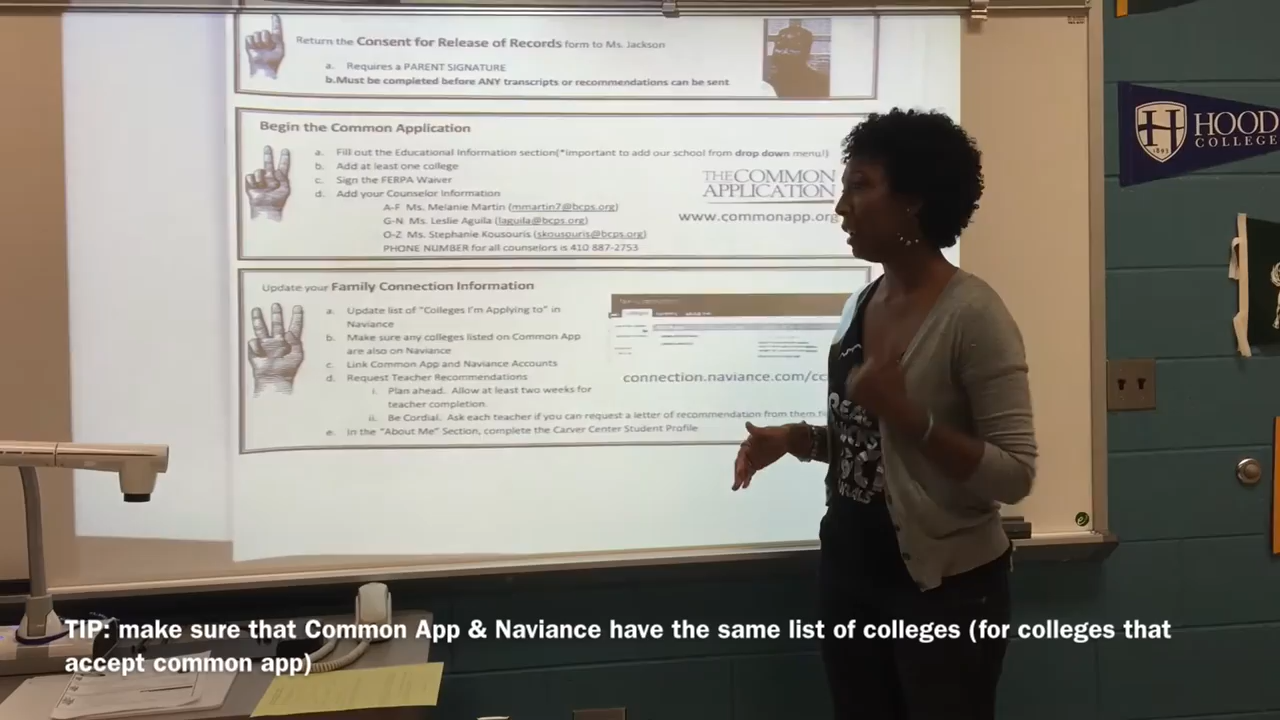 Return the Consent for Release of Records form to Ms. Jackson
a. Requires a PARENT SIGNATURE
b.Must be completed before ANY transcripts or recommendations can be sent
Begin the Common Application
a. Fill out the Educational Information section(*important to add our school from drop down menu!)
b. Add at least one college
c. Sign the FERPA Waiver
d. Add your Counselor Information
A-F Ms. Melanie Martin (mmartin7@bcps.org)
G-N Ms. Leslie Aguila (laguila@bcps.org)
O-Z Ms. Stephanie Kousouris (skousouris@bcps.org)
PHONE NUMBER for all counselors is 410 887-2753
THE COMMON
APPLICATION
www.commonapp.org
Update your Family Connection Information
a. Update list of "Colleges I'm Applying to" in
Naviance
b. Make sure any colleges listed on Common App
are also on Naviance
c. Link Common App and Naviance Accounts
d. Request Teacher Recommendations
i. Plan ahead. Allow at least two weeks for
teacher completion.
ii. Be Cordial. Ask each teacher if you can request a letter of recommendation from them
e. In the "About Me" Section, complete the Carver Center Student Profile
connection.naviance.com/cc
HOOD
COLLEGE
1893
TIP: make sure that Common App & Naviance have the same list of colleges (for colleges that
accept common app)